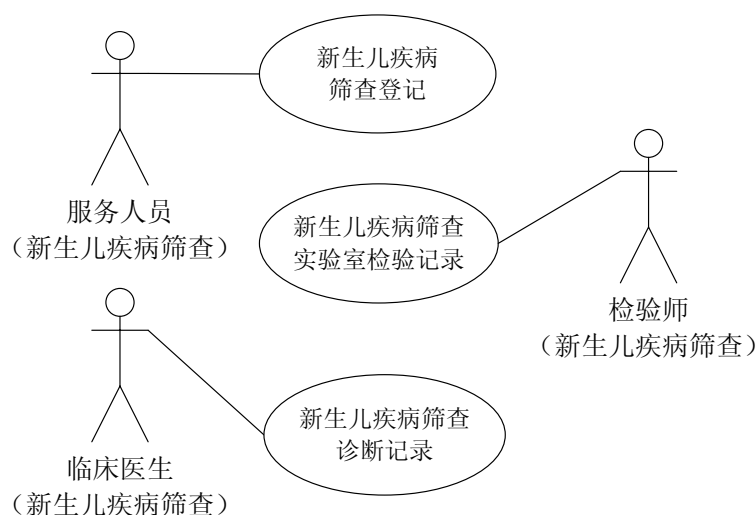 新生儿疾病
筛查登记
服务人员
（新生儿疾病筛查）
新生儿疾病筛查
实验室检验记录
检验师
（新生儿疾病筛查）
新生儿疾病筛查
诊断记录
临床医生
（新生儿疾病筛查）